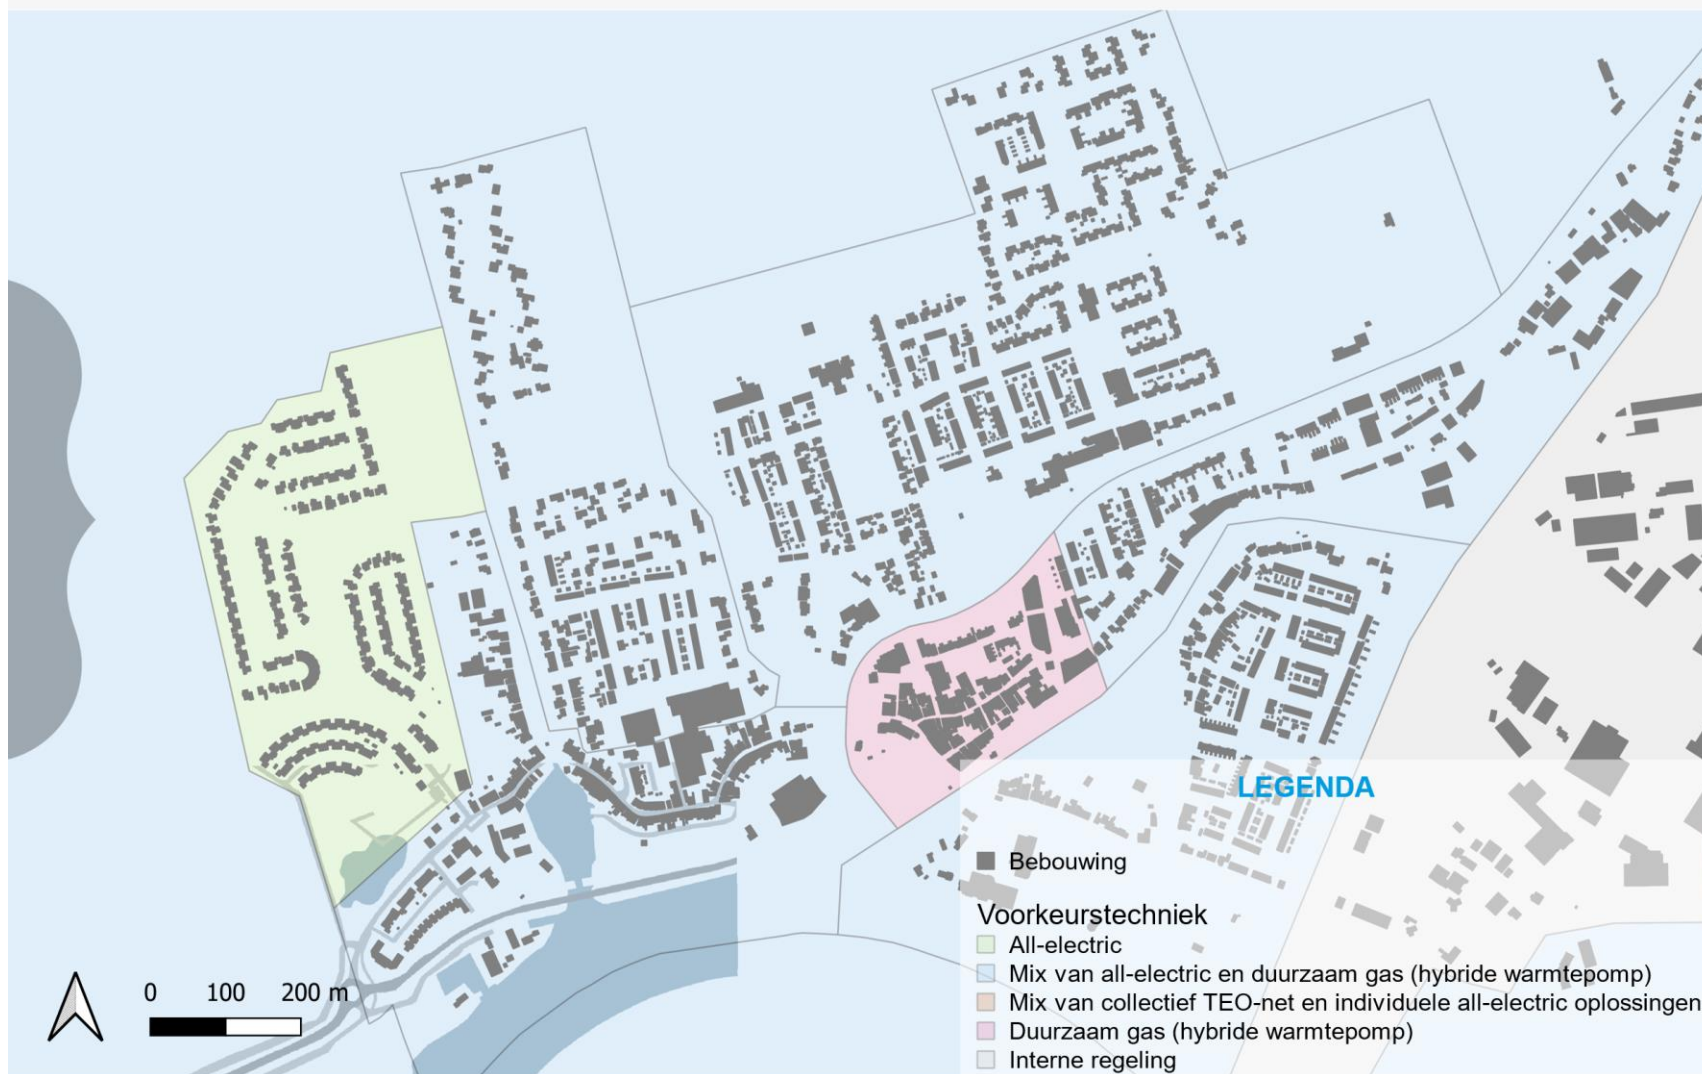 LEGENDA
Bebouwing
Voorkeurstechniek
All-electric
Mix van all-electric en duurzaam gas (hybride warmtepomp)
Mix van collectief TEO-net en individuele all-electric oplossingen
Duurzaam gas (hybride warmtepomp)
Interne regeling
0 100 200 m